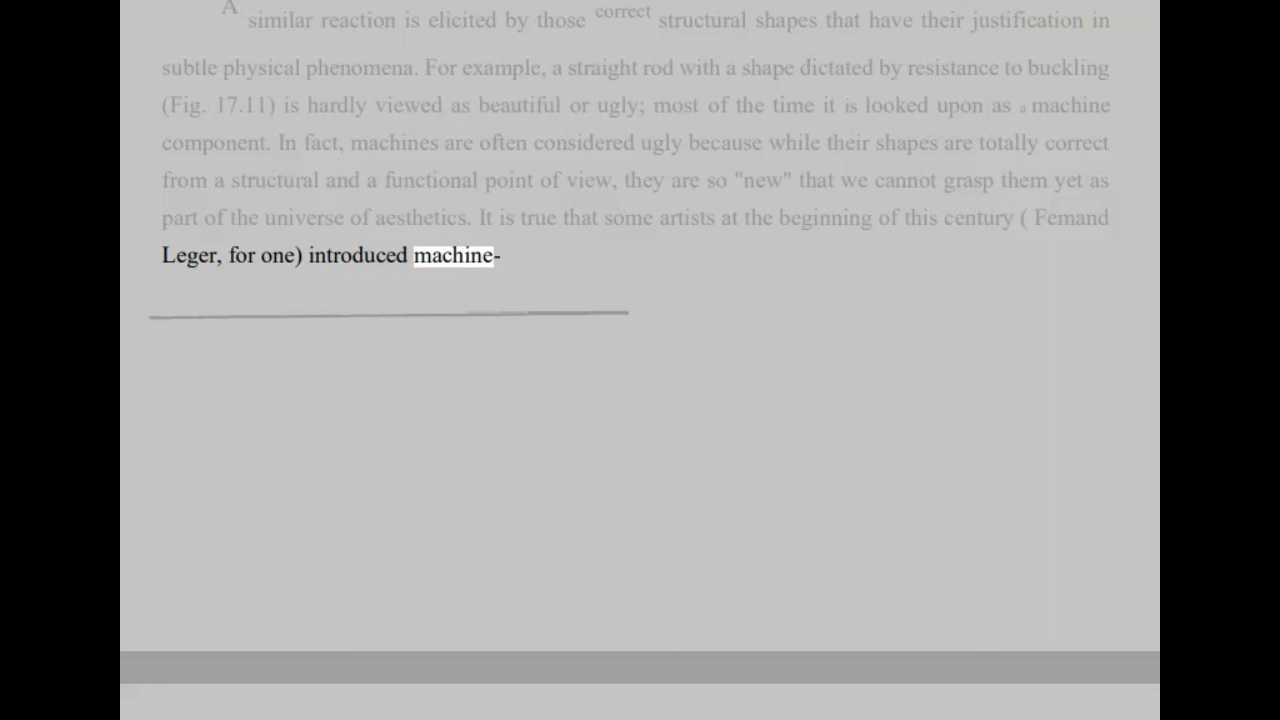 A similar reaction is elicited by those correct structural shapes that have their justification in
subtle physical phenomena. For example, a straight rod with a shape dictated by resistance to buckling
(Fig. 17.11) is hardly viewed as beautiful or ugly; most of the time it is looked upon as a machine
component. In fact, machines are often considered ugly because while their shapes are totally correct
from a structural and a functional point of view, they are so "new" that we cannot grasp them yet as
part of the universe of aesthetics. It is true that some artists at the beginning of this century ( Femand
Leger, for one) introduced machine-